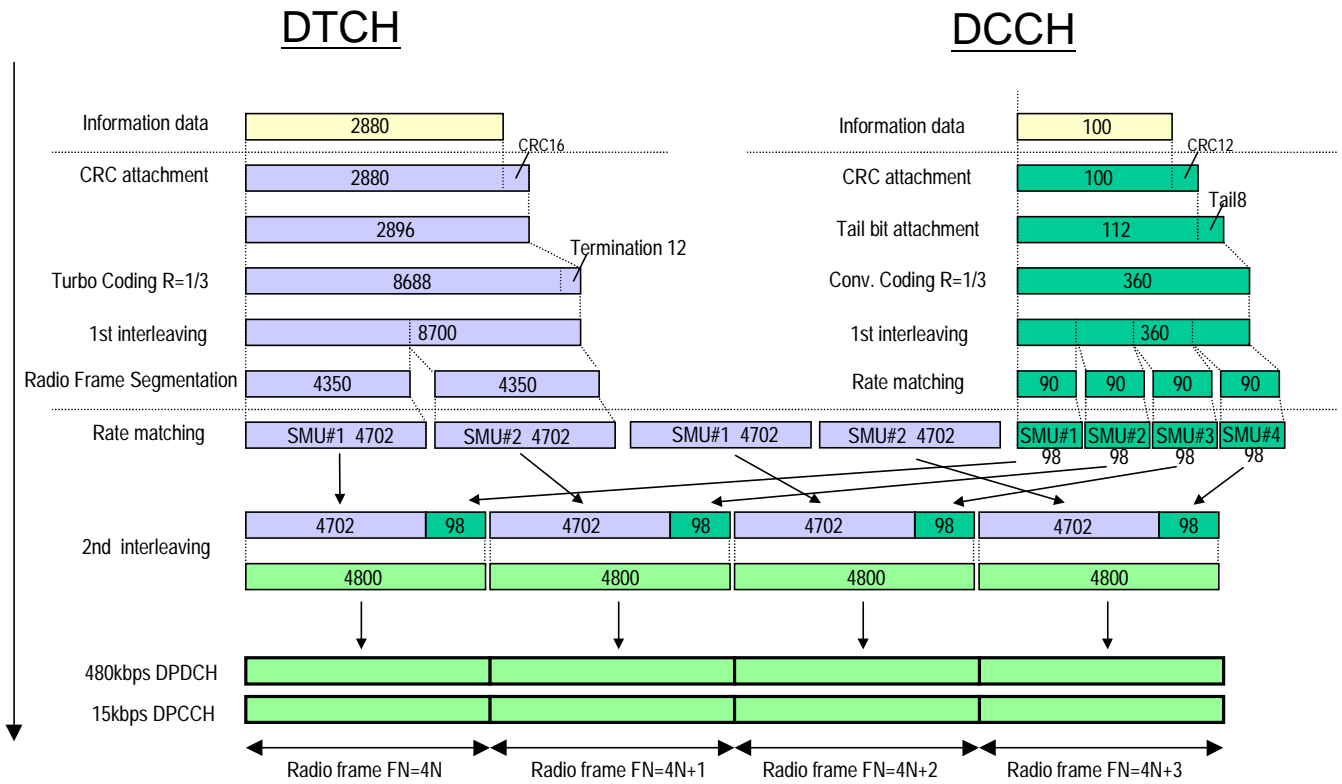 DTCH DCCH
Information data 2880 Information data 100
CRC16 CRC12
CRC attachment 2880 CRC attachment 100
Tail8
2896 Tail bit attachment 112
Termination 12
Turbo Coding R=1/3 8688 Conv. Coding R=1/3 360
1st interleaving 8700 1st interleaving 360
Radio Frame Segmentation 4350 4350 Rate matching 90 90 90 90
Rate matching SMU#1 4702 SMU#2 4702 SMU#1 4702 SMU#2 4702 SMU#1 SMU#2 SMU#3 SMU#4
98 98 98 98
4702 98 4702 98 4702 98 4702 98
2nd interleaving
4800 4800 4800 4800
480kbps DPDCH
15kbps DPCCH
Radio frame FN=4N Radio frame FN=4N+1 Radio frame FN=4N+2 Radio frame FN=4N+3